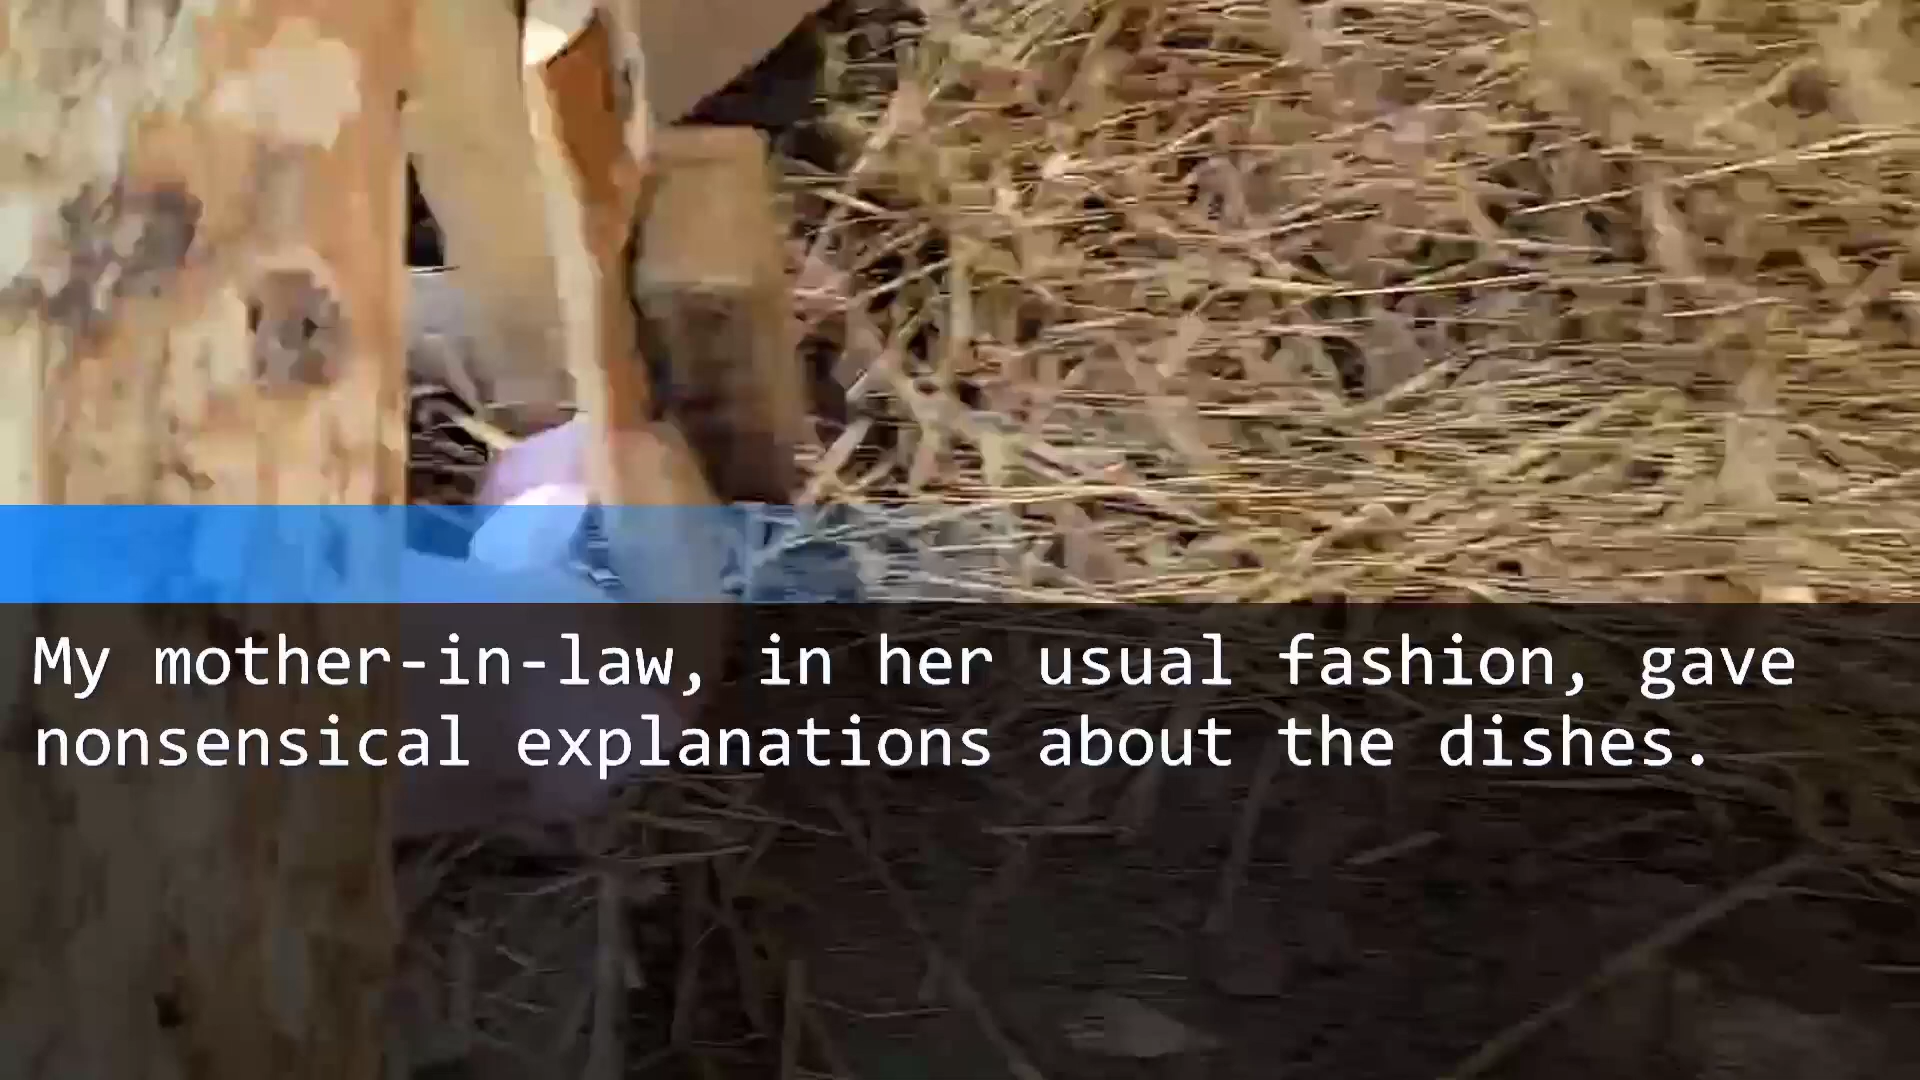 My mother-in-law, in her usual fashion, gave
nonsensical explanations about the dishes.